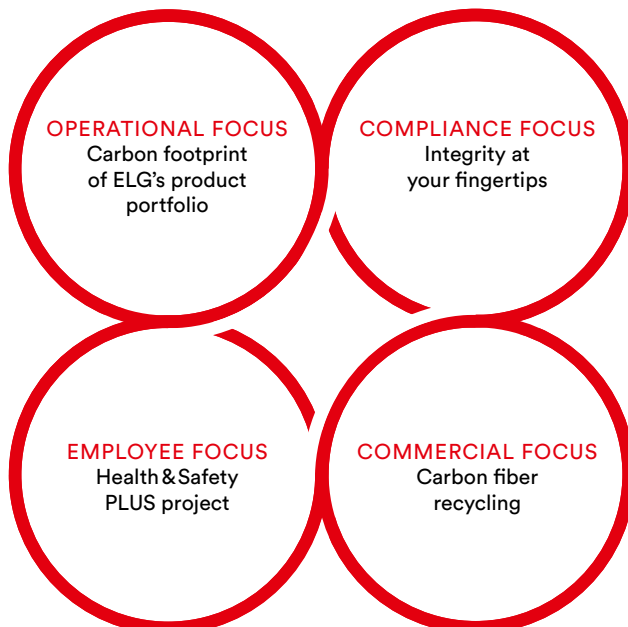 OPERATIONAL FOCUS
Carbon footprint
of ELG's product
portfolio
COMPLIANCE FOCUS
Integrity at
your fingertips
EMPLOYEE FOCUS
Health & Safety
PLUS project
COMMERCIAL FOCUS
Carbon fiber
recycling